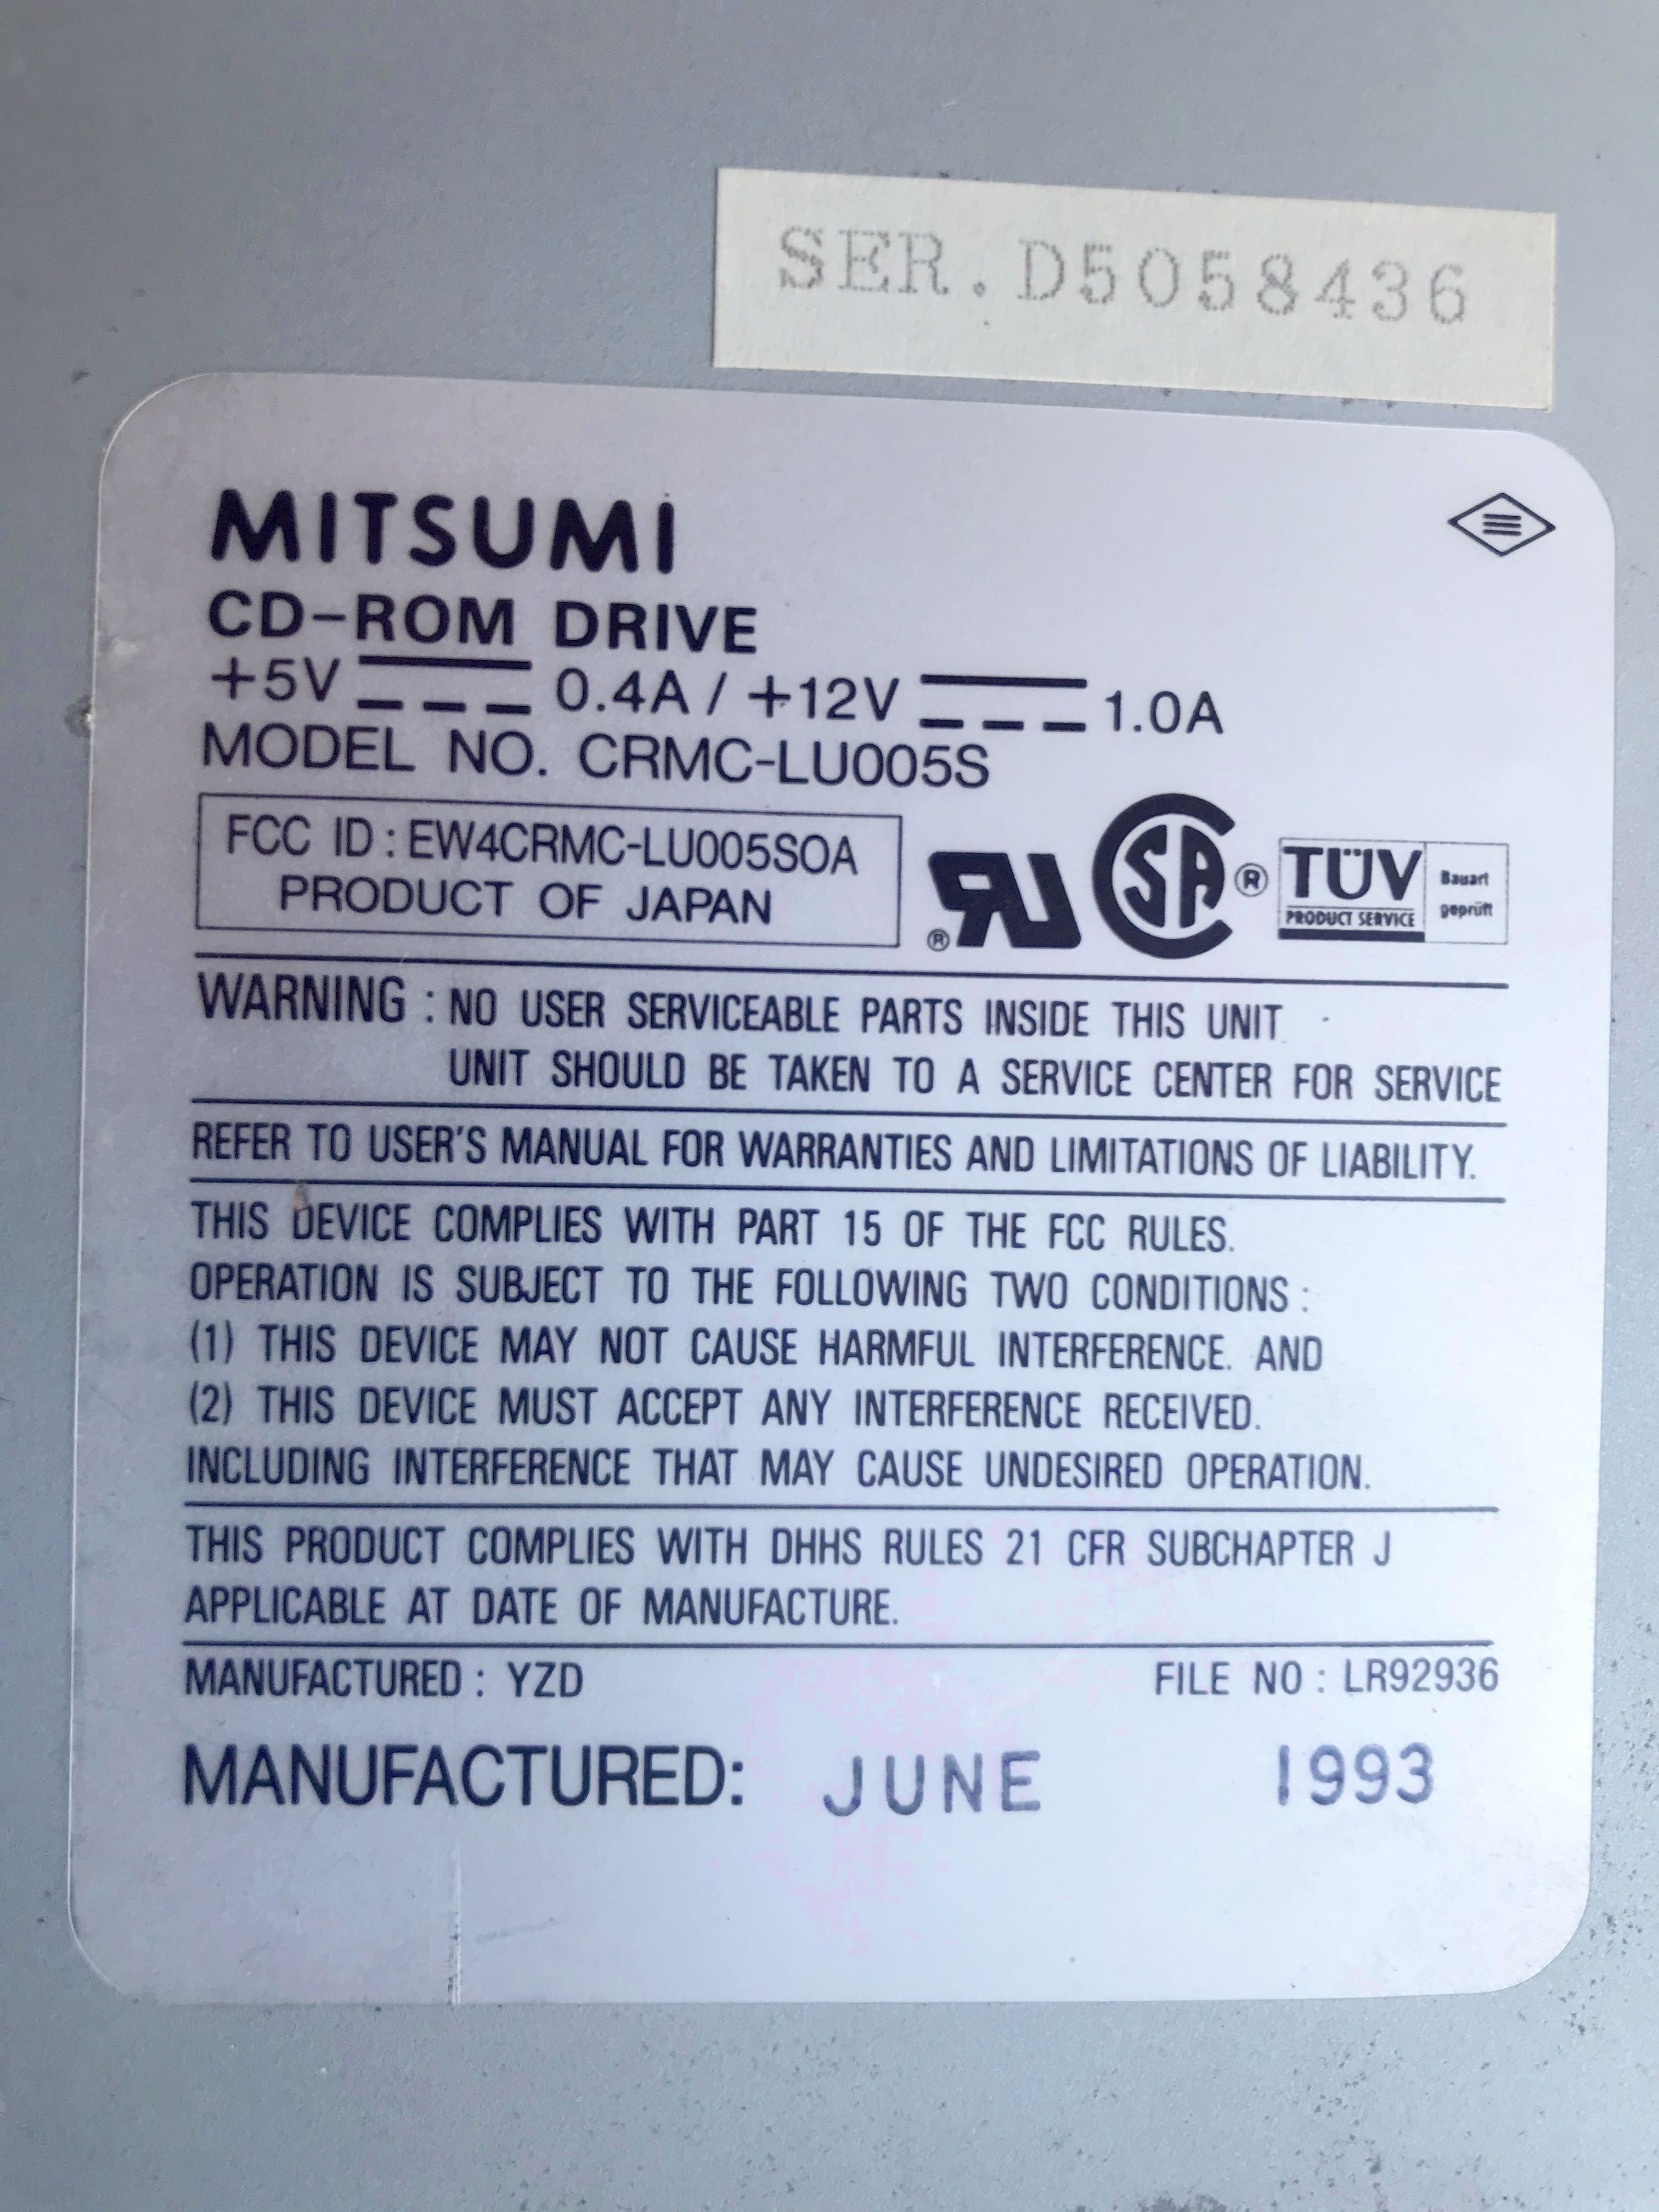 SER.D5058436
MITSUMI
CD-ROM DRIVE
+5V 0.4A / +12V 1.0A
MODEL NO. CRMC-LU005S
FCC ID : EW4CRMC-LU005SOA
PRODUCT OF JAPAN
RU ®
SA ®
TÜV
PRODUCT SERVICE
Bauart
geprüft
WARNING : NO USER SERVICEABLE PARTS INSIDE THIS UNIT
UNIT SHOULD BE TAKEN TO A SERVICE CENTER FOR SERVICE
REFER TO USER'S MANUAL FOR WARRANTIES AND LIMITATIONS OF LIABILITY.
THIS DEVICE COMPLIES WITH PART 15 OF THE FCC RULES.
OPERATION IS SUBJECT TO THE FOLLOWING TWO CONDITIONS :
(1) THIS DEVICE MAY NOT CAUSE HARMFUL INTERFERENCE. AND
(2) THIS DEVICE MUST ACCEPT ANY INTERFERENCE RECEIVED.
INCLUDING INTERFERENCE THAT MAY CAUSE UNDESIRED OPERATION.
THIS PRODUCT COMPLIES WITH DHHS RULES 21 CFR SUBCHAPTER J
APPLICABLE AT DATE OF MANUFACTURE.
MANUFACTURED : YZD FILE NO : LR92936
MANUFACTURED: JUNE 1993